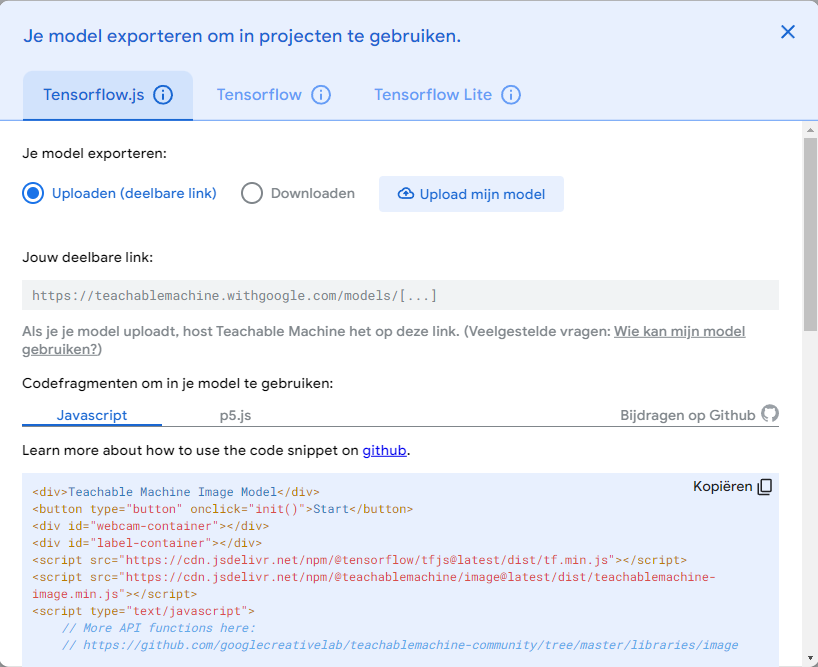 Je model exporteren om in projecten te gebruiken.
Tensorflow.js Tensorflow Tensorflow Lite
Je model exporteren:
Uploaden (deelbare link) Downloaden Upload mijn model
Jouw deelbare link:
https://teachablemachine.withgoogle.com/models/[...]
Als je je model uploadt, host Teachable Machine het op deze link. (Veelgestelde vragen: Wie kan mijn model
gebruiken?)
Codefragmenten om in je model te gebruiken:
Javascript p5.js Bijdragen op Github
Learn more about how to use the code snippet on github.
Kopiëren
<div>Teachable Machine Image Model</div>
<button type="button" onclick="init()">Start</button>
<div id="webcam-container"></div>
<div id="label-container"></div>
<script src="https://cdn.jsdelivr.net/npm/@tensorflow/tfjs@latest/dist/tf.min.js"></script>
<script src="https://cdn.jsdelivr.net/npm/@teachablemachine/image@latest/dist/teachablemachine-
image.min.js"></script>
<script type="text/javascript">
// More API functions here:
// https://github.com/googlecreativelab/teachablemachine-community/tree/master/libraries/image